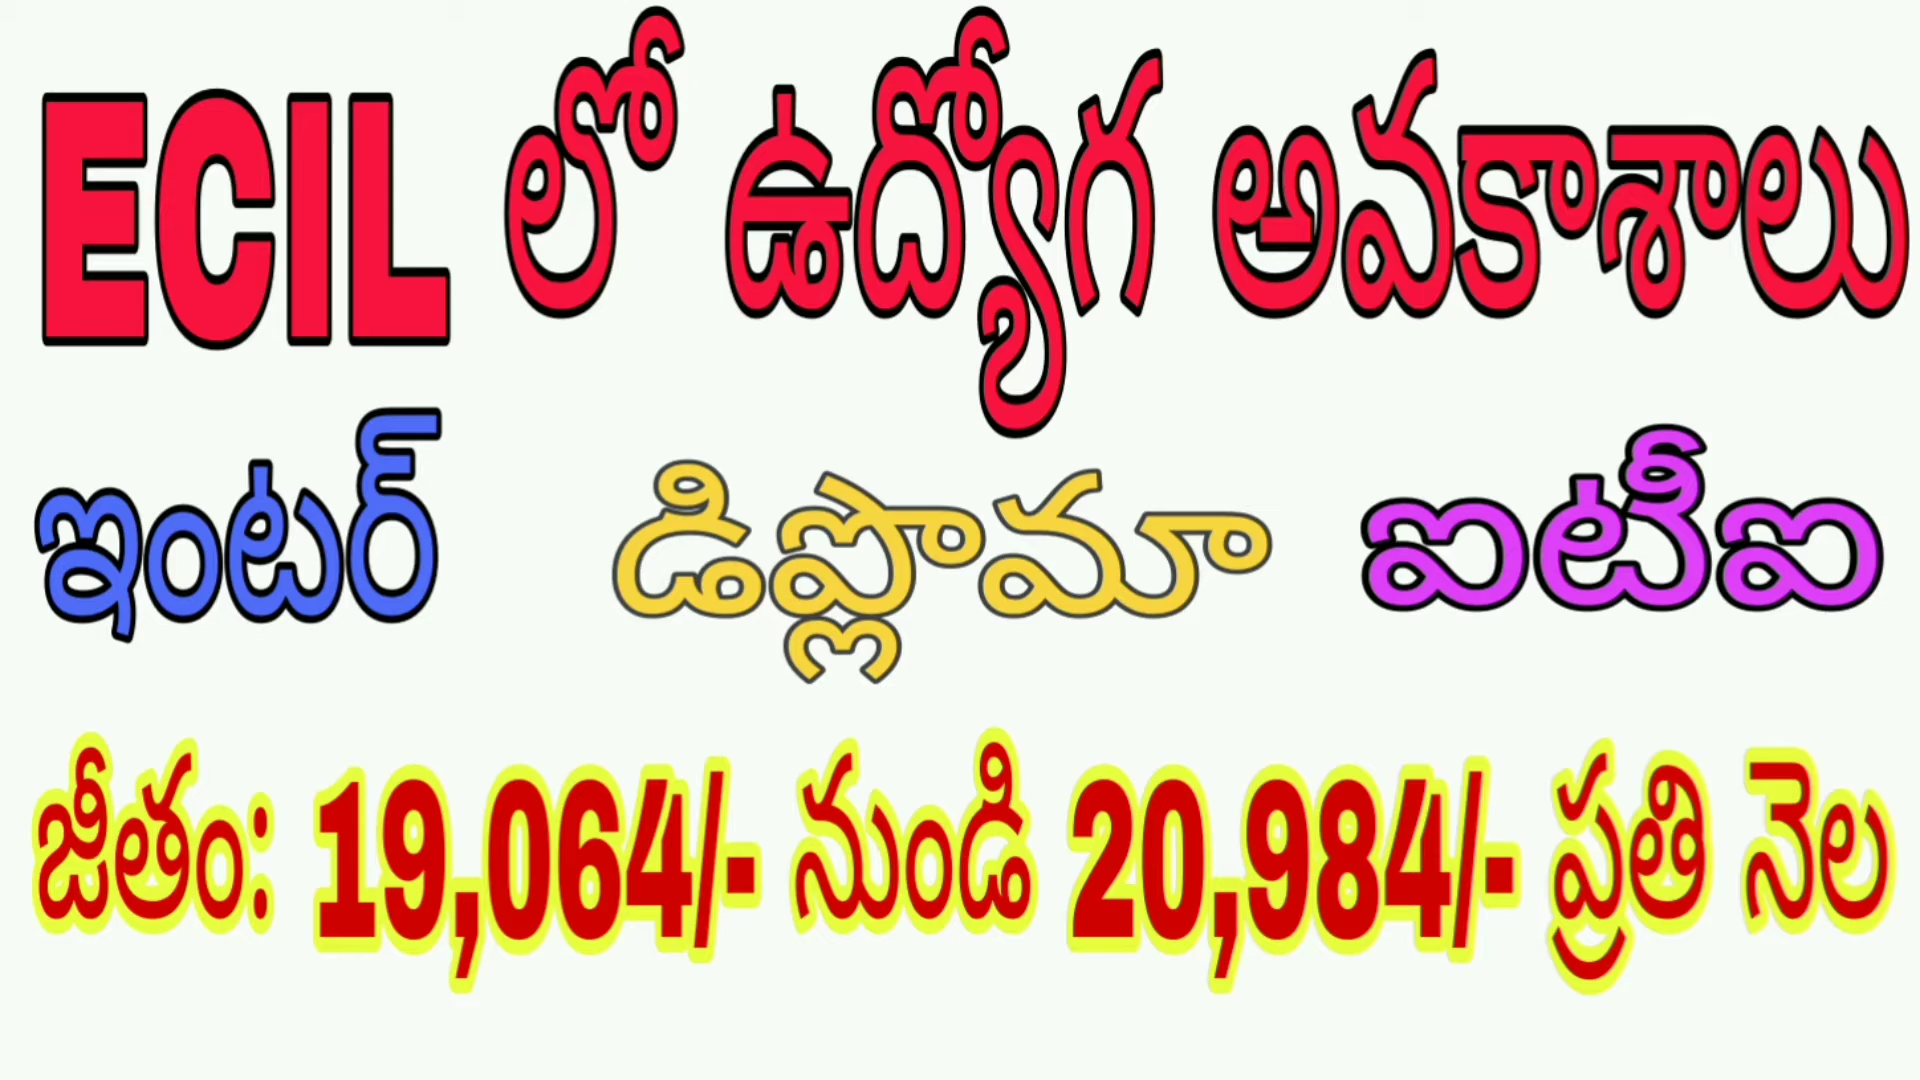 ECIL లో ఉద్యోగ అవకాశాలు
ఇంటర్ డిప్లొమా ఐటీఐ
జీతం: 19,064/- నుండి 20,984/- ప్రతి నెల